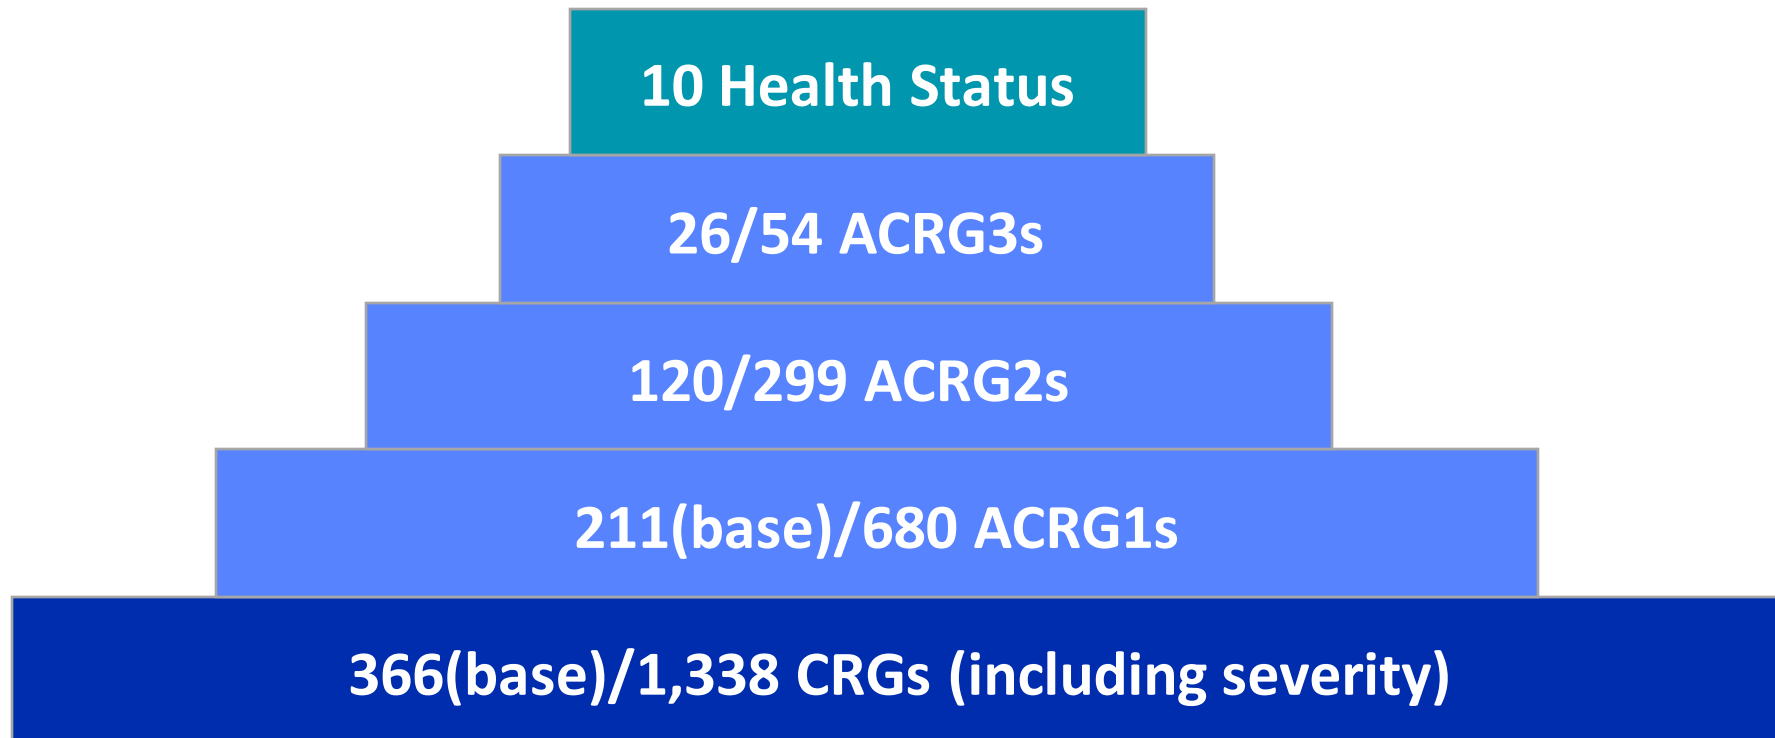 10 Health Status
26/54 ACRG3s
120/299 ACRG2s
211(base)/680 ACRG1s
366(base)/1,338 CRGs (including severity)